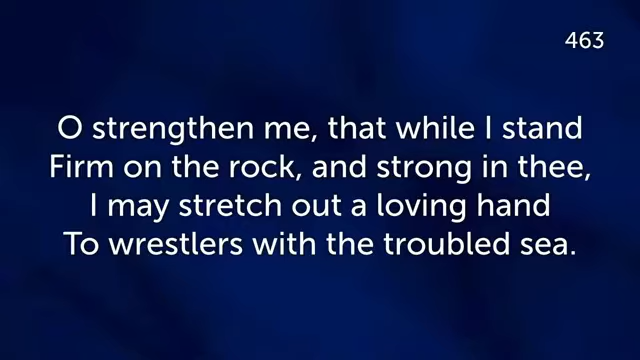 463
O strengthen me, that while I stand
Firm on the rock, and strong in thee,
I may stretch out a loving hand
To wrestlers with the troubled sea.